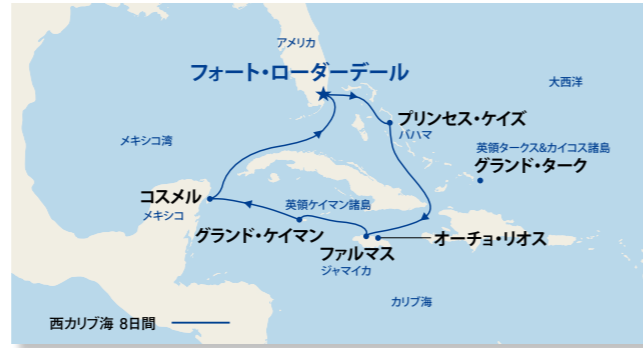 アメリカ
フォート・ローダーデール
大西洋
プリンセス・ケイズ
バハマ
メキシコ湾
英領タークス&カイコス諸島
グランド・ターク
コスメル
メキシコ
英領ケイマン諸島
グランド・ケイマン
オーチョ・リオス
ファルマス
ジャマイカ
カリブ海
西カリブ海 8日間